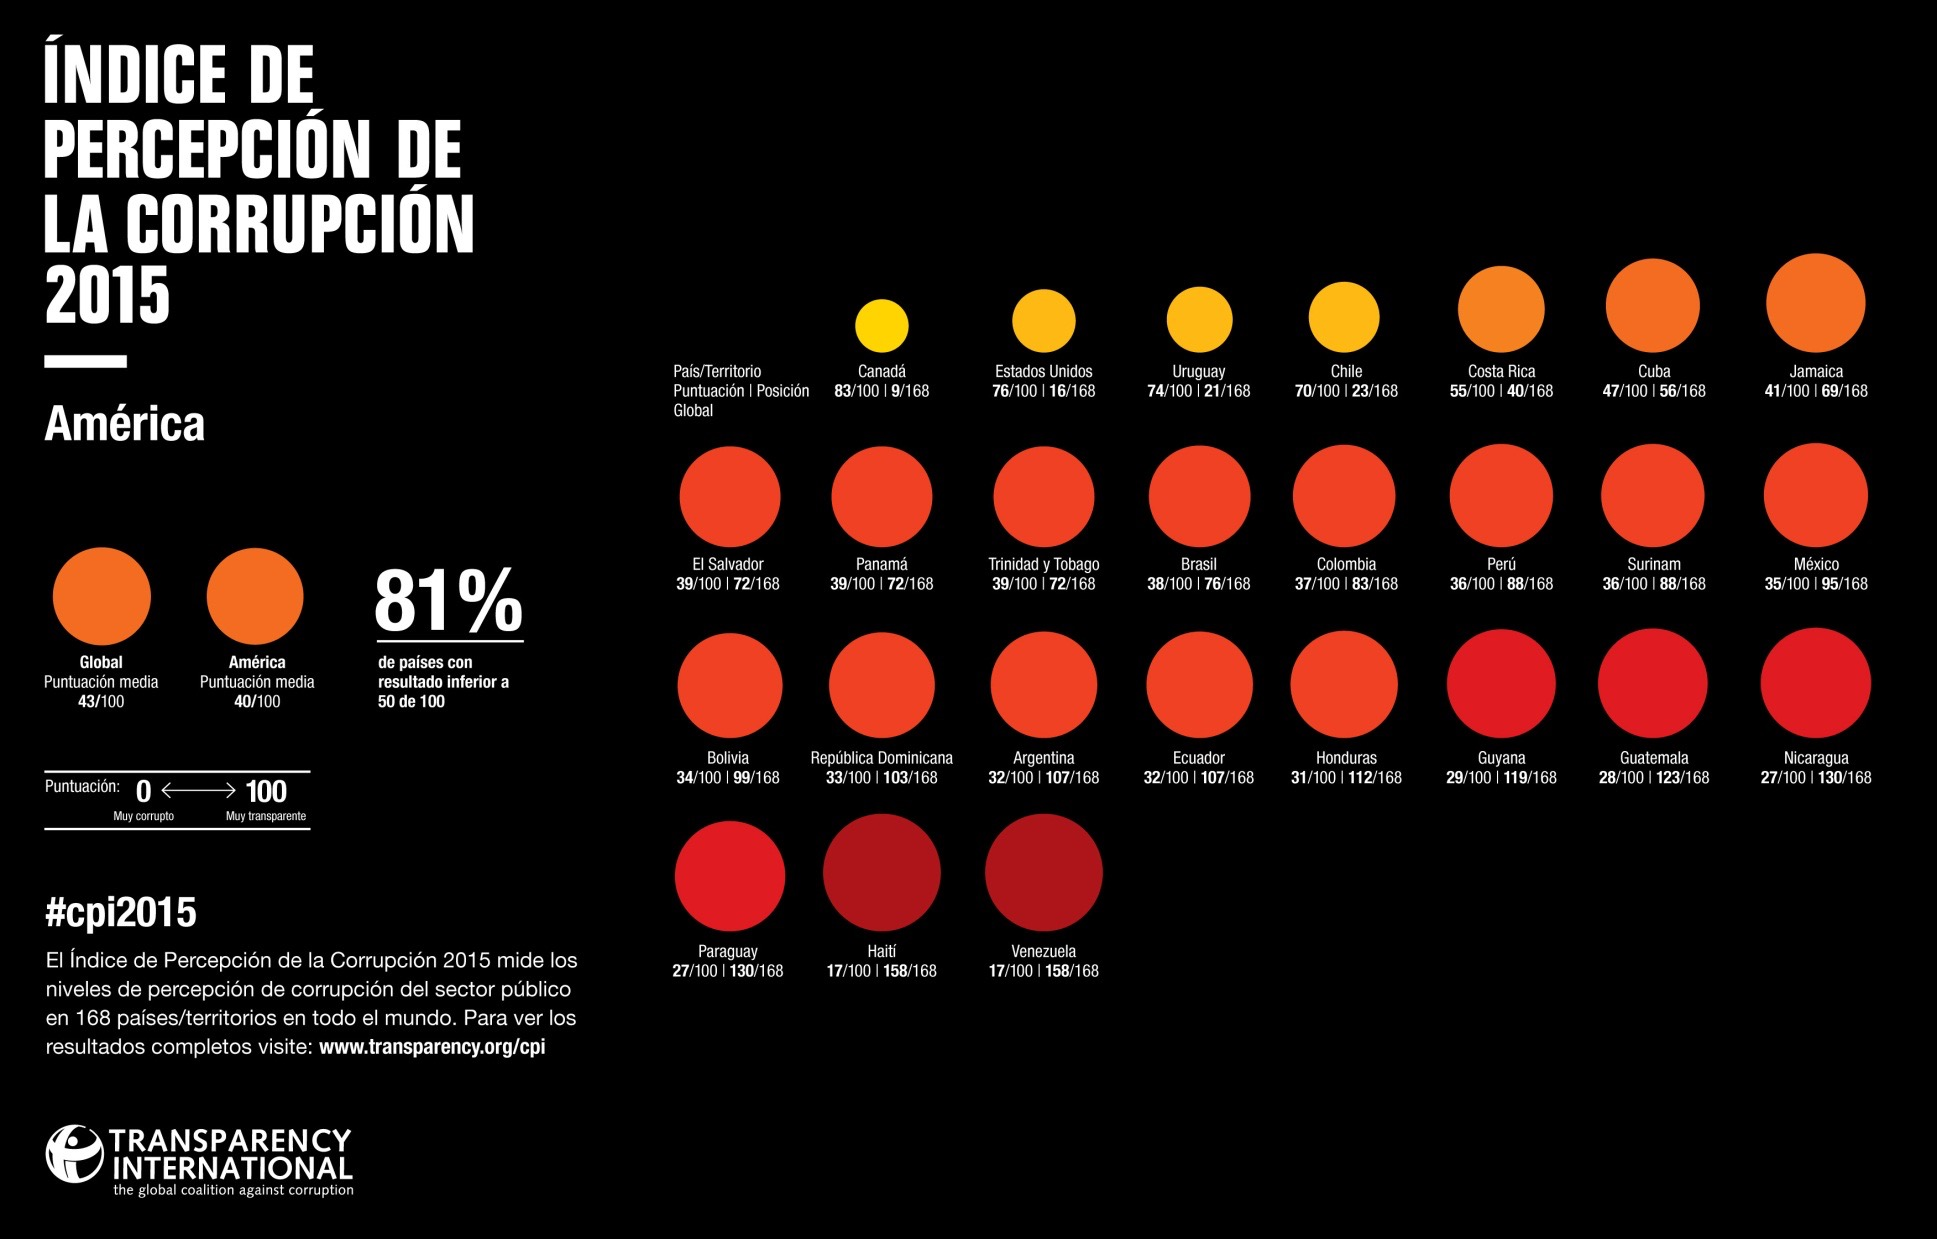 ÍNDICE DE
PERCEPCIÓN DE
LA CORRUPCIÓN
2015
América
Global
Puntuación media
43/100
América
Puntuación media
40/100
81%
de países con
resultado inferior a
50 de 100
Puntuación: 0 100
Muy corrupto Muy transparente
#cpi2015
El Índice de Percepción de la Corrupción 2015 mide los
niveles de percepción de corrupción del sector público
en 168 países/territorios en todo el mundo. Para ver los
resultados completos visite: www.transparency.org/cpi
TRANSPARENCY
INTERNATIONAL
the global coalition against corruption
País/Territorio
Puntuación | Posición
Global
Canadá
83/100 | 9/168
Estados Unidos
76/100 | 16/168
Uruguay
74/100 | 21/168
Chile
70/100 | 23/168
Costa Rica
55/100 | 40/168
Cuba
47/100 | 56/168
Jamaica
41/100 | 69/168
El Salvador
39/100 | 72/168
Panamá
39/100 | 72/168
Trinidad y Tobago
39/100 | 72/168
Brasil
38/100 | 76/168
Colombia
37/100 | 83/168
Perú
36/100 | 88/168
Surinam
36/100 | 88/168
México
35/100 | 95/168
Bolivia
34/100 | 99/168
República Dominicana
33/100 | 103/168
Argentina
32/100 | 107/168
Ecuador
32/100 | 107/168
Honduras
31/100 | 112/168
Guyana
29/100 | 119/168
Guatemala
28/100 | 123/168
Nicaragua
27/100 | 130/168
Paraguay
27/100 | 130/168
Haití
17/100 | 158/168
Venezuela
17/100 | 158/168